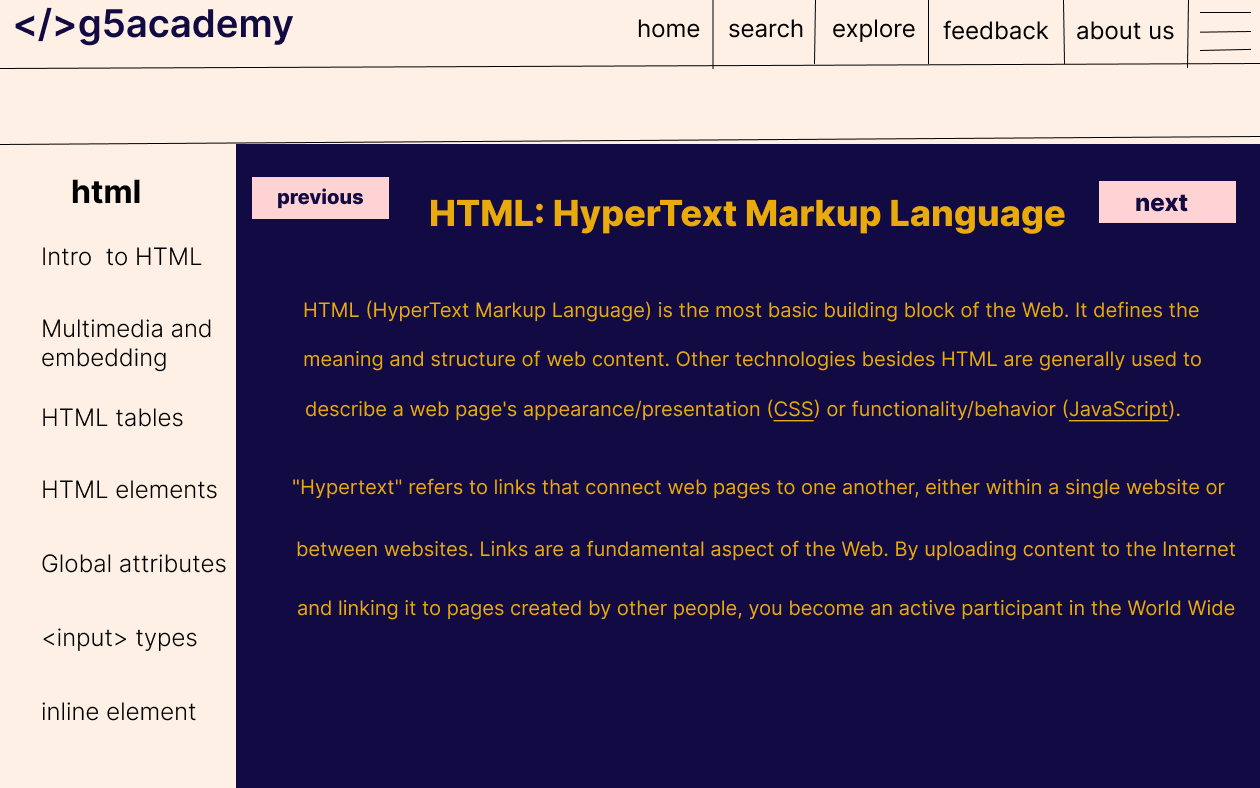 </>g5academy
home search explore feedback about us
html
Intro  to HTML
Multimedia and
embedding
HTML tables
HTML elements
Global attributes
<input> types
inline element
previous
HTML: HyperText Markup Language
next
HTML (HyperText Markup Language) is the most basic building block of the Web. It defines the
meaning and structure of web content. Other technologies besides HTML are generally used to
describe a web page's appearance/presentation (CSS) or functionality/behavior (JavaScript).
"Hypertext" refers to links that connect web pages to one another, either within a single website or
between websites. Links are a fundamental aspect of the Web. By uploading content to the Internet
and linking it to pages created by other people, you become an active participant in the World Wide